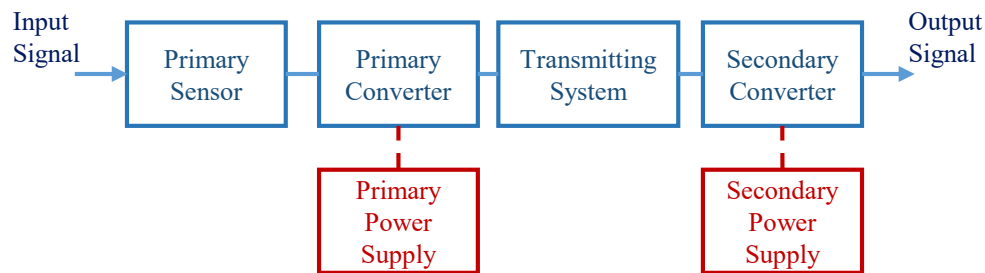 Input
Signal
Primary
Sensor
Primary
Converter
Transmitting
System
Secondary
Converter
Output
Signal
Primary
Power
Supply
Secondary
Power
Supply